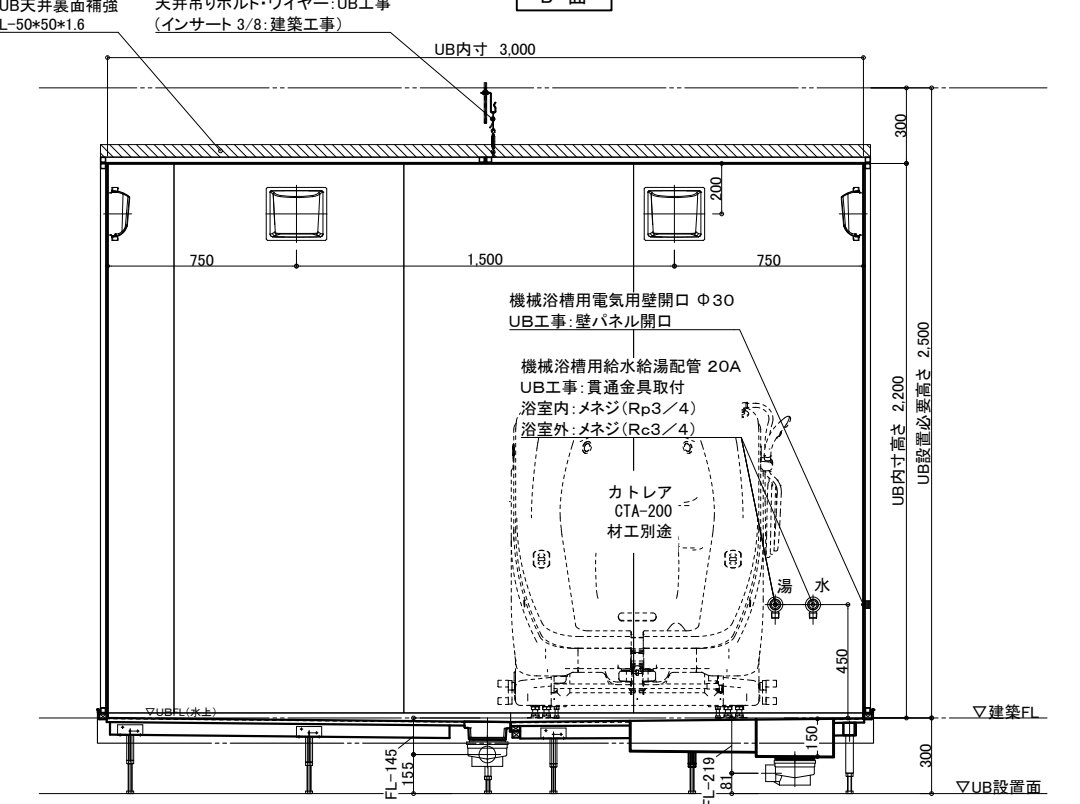 UB天井裏面補強
L-50*50*1.6
天井吊りボルト・ワイヤー:UB工事
(インサート 3/8:建築工事)
UB内寸 3,000
300
200
750
1,500
750
機械浴槽用電気用壁開口 Φ30
UB工事:壁パネル開口
機械浴槽用給水給湯配管 20A
UB工事:貫通金具取付
浴室内:メネジ(Rp3/4)
浴室外:メネジ(Rc3/4)
UB内寸高さ 2,200
UB設置必要高さ 2,500
カトレア
CTA-200
材工別途
湯 水
450
▽UBFL(水上)
▽建築FL
FL-145
155
FL-219
81
150
300
▽UB設置面